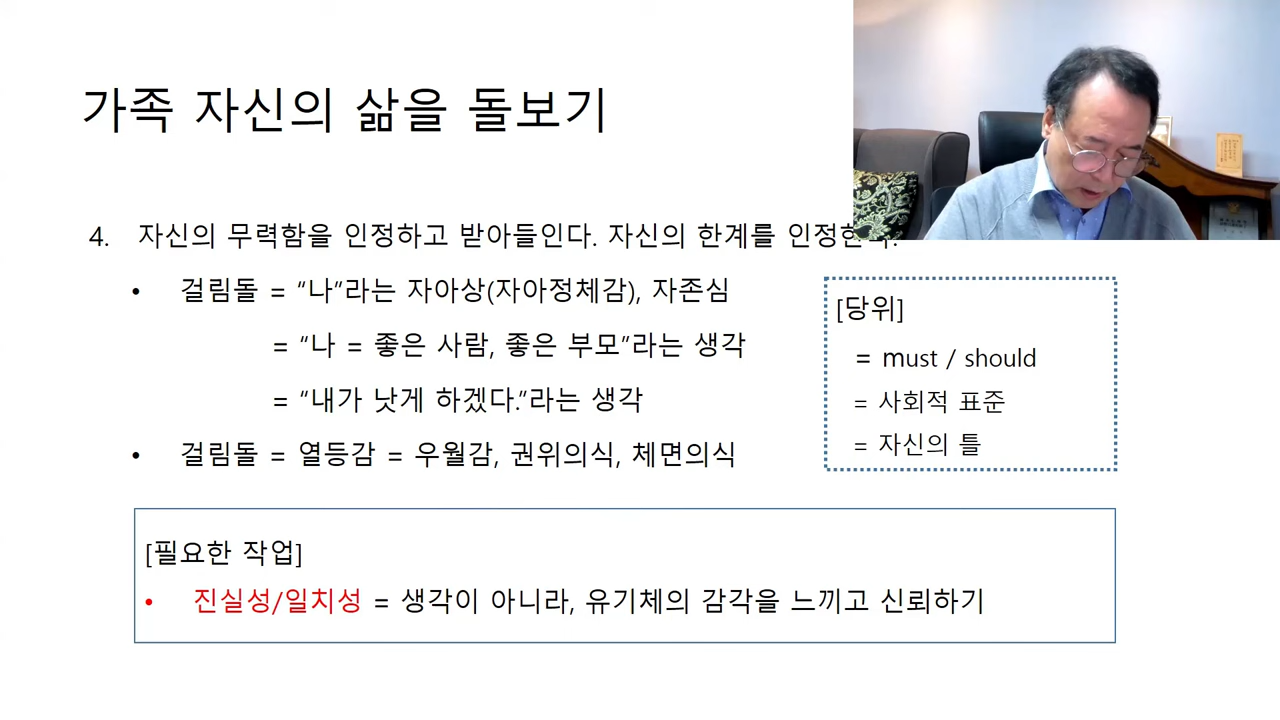 가족 자신의 삶을 돌보기
4. 자신의 무력함을 인정하고 받아들인다. 자신의 한계를
• 걸림돌 = “나”라는 자아상(자아정체감), 자존심
= “나 = 좋은 사람, 좋은 부모”라는 생각
= “내가 낫게 하겠다.”라는 생각
• 걸림돌 = 열등감 = 우월감, 권위의식, 체면의식
[당위]
= must / should
= 사회적 표준
= 자신의 틀
[필요한 작업]
• 진실성/일치성 = 생각이 아니라, 유기체의 감각을 느끼고 신뢰하기